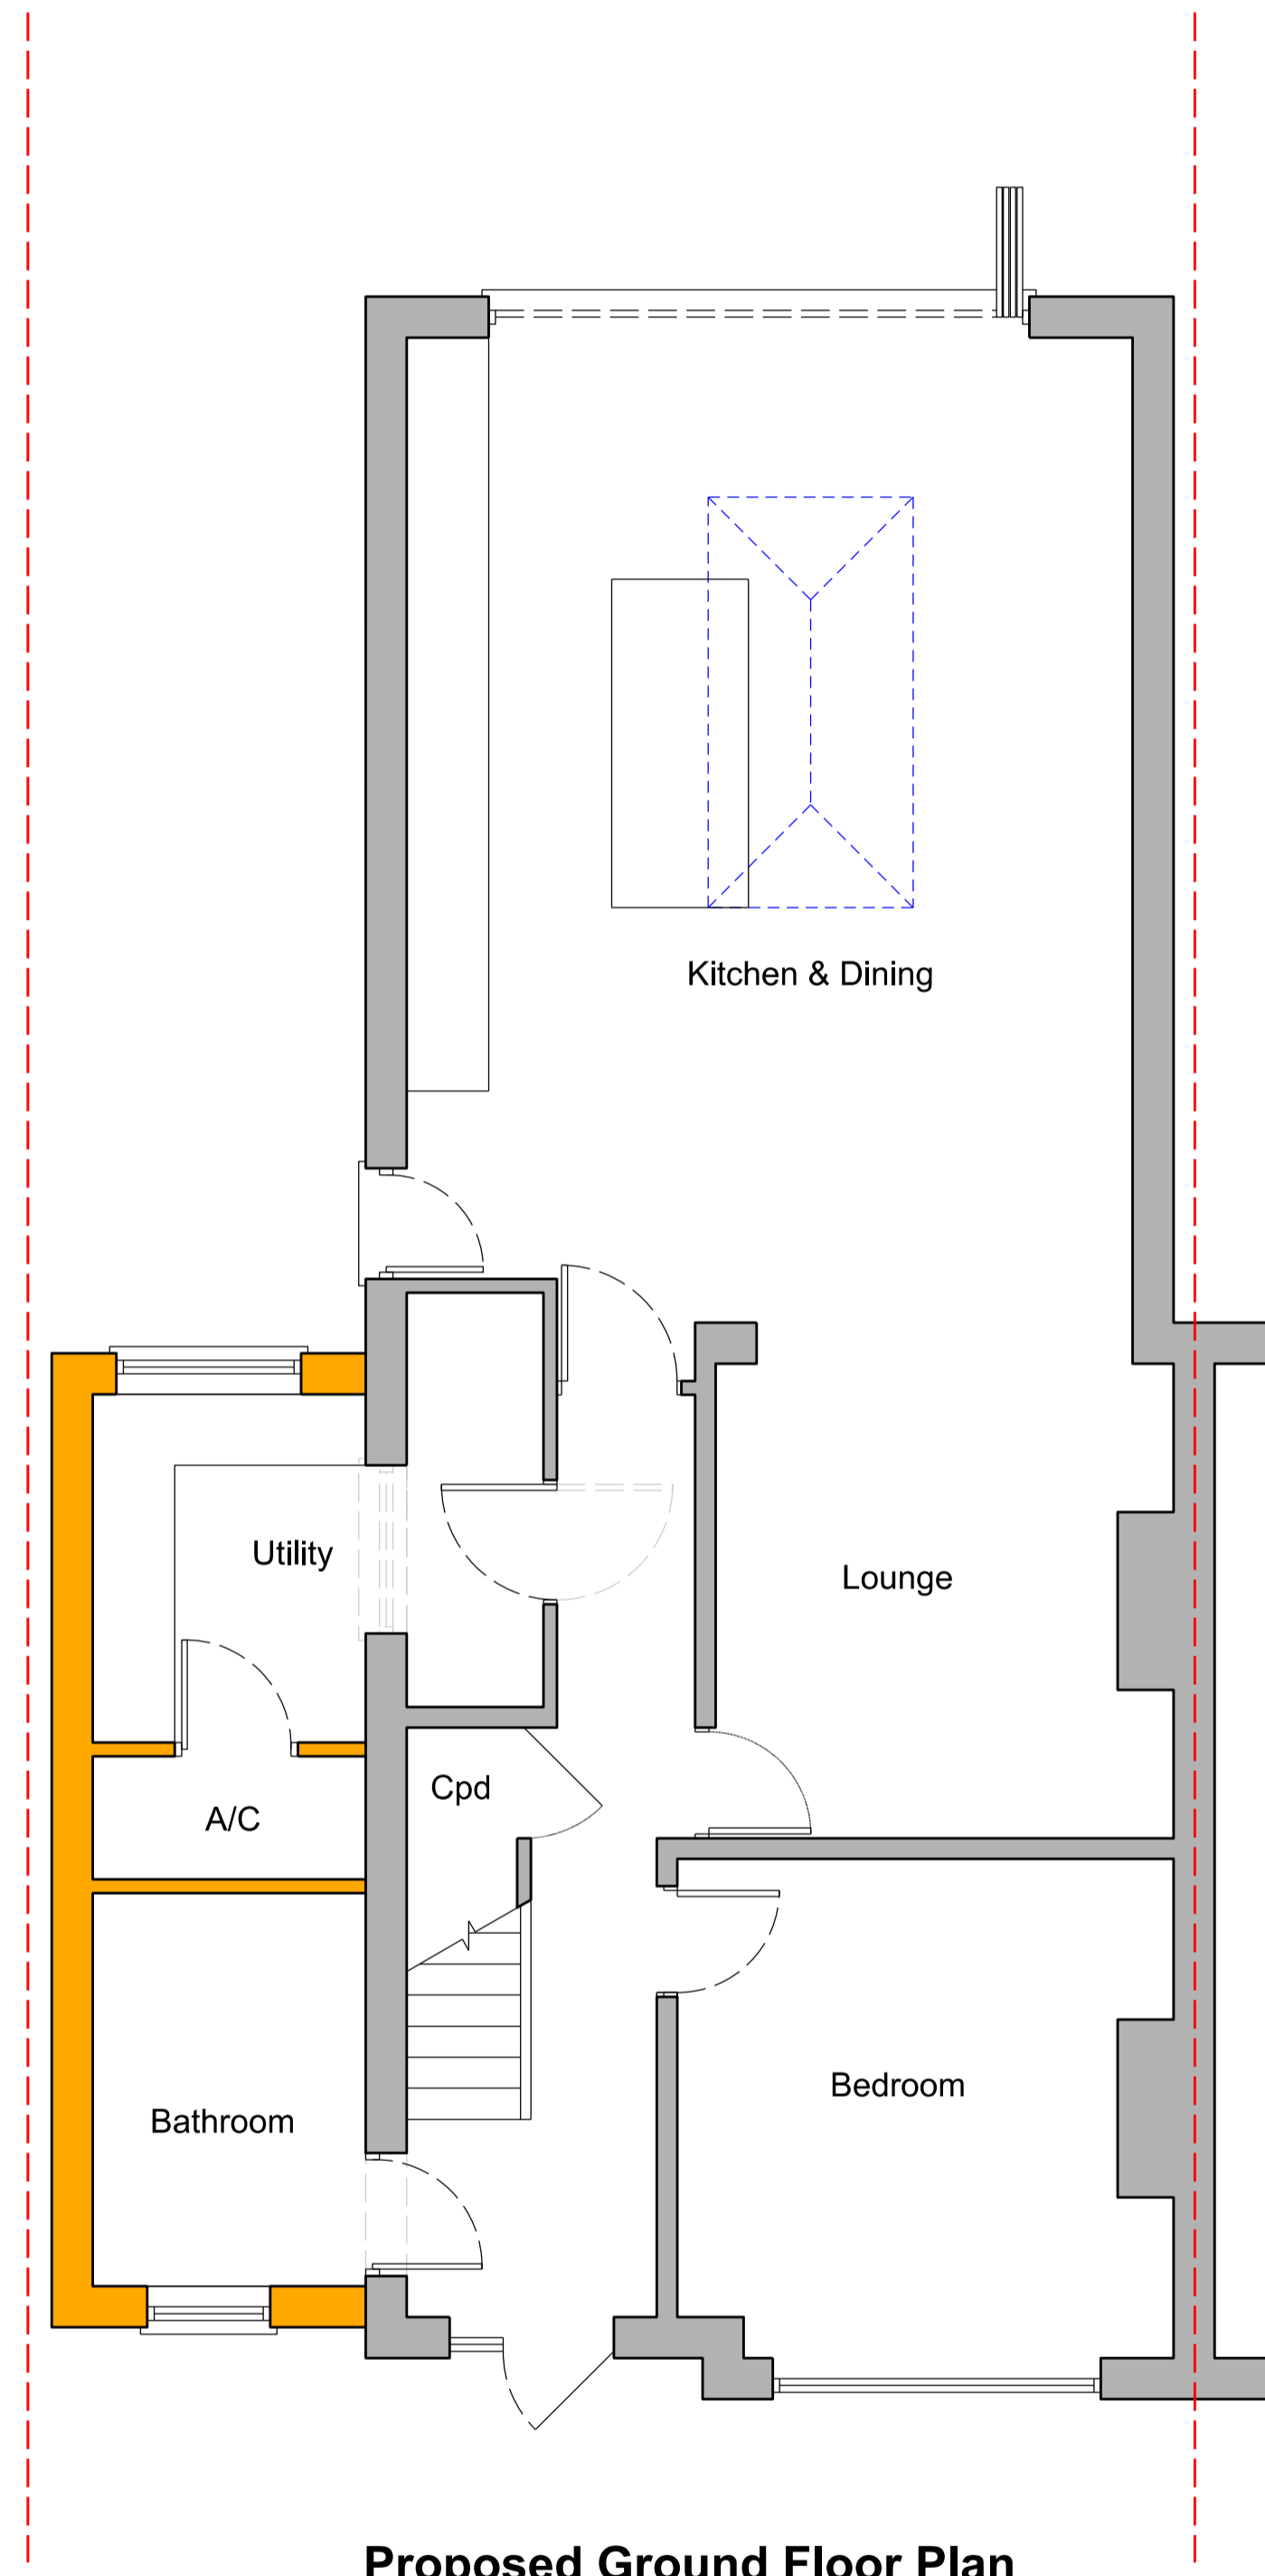 Kitchen & Dining
Utility
Lounge
Cpd
A/C
Bedroom
Bathroom
Proposed Ground Floor Plan